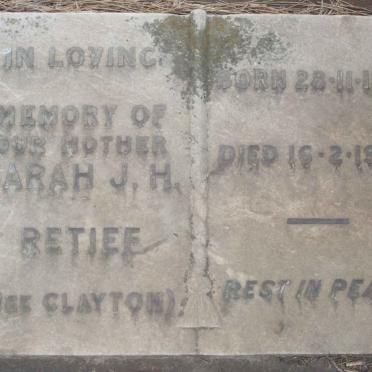 IN LOVING
MEMORY OF
OUR MOTHER
SARAH J. H.
RETIEF
(NEE CLAYTON)
BORN 28·11·1
DIED 16·2·19
REST IN PEA